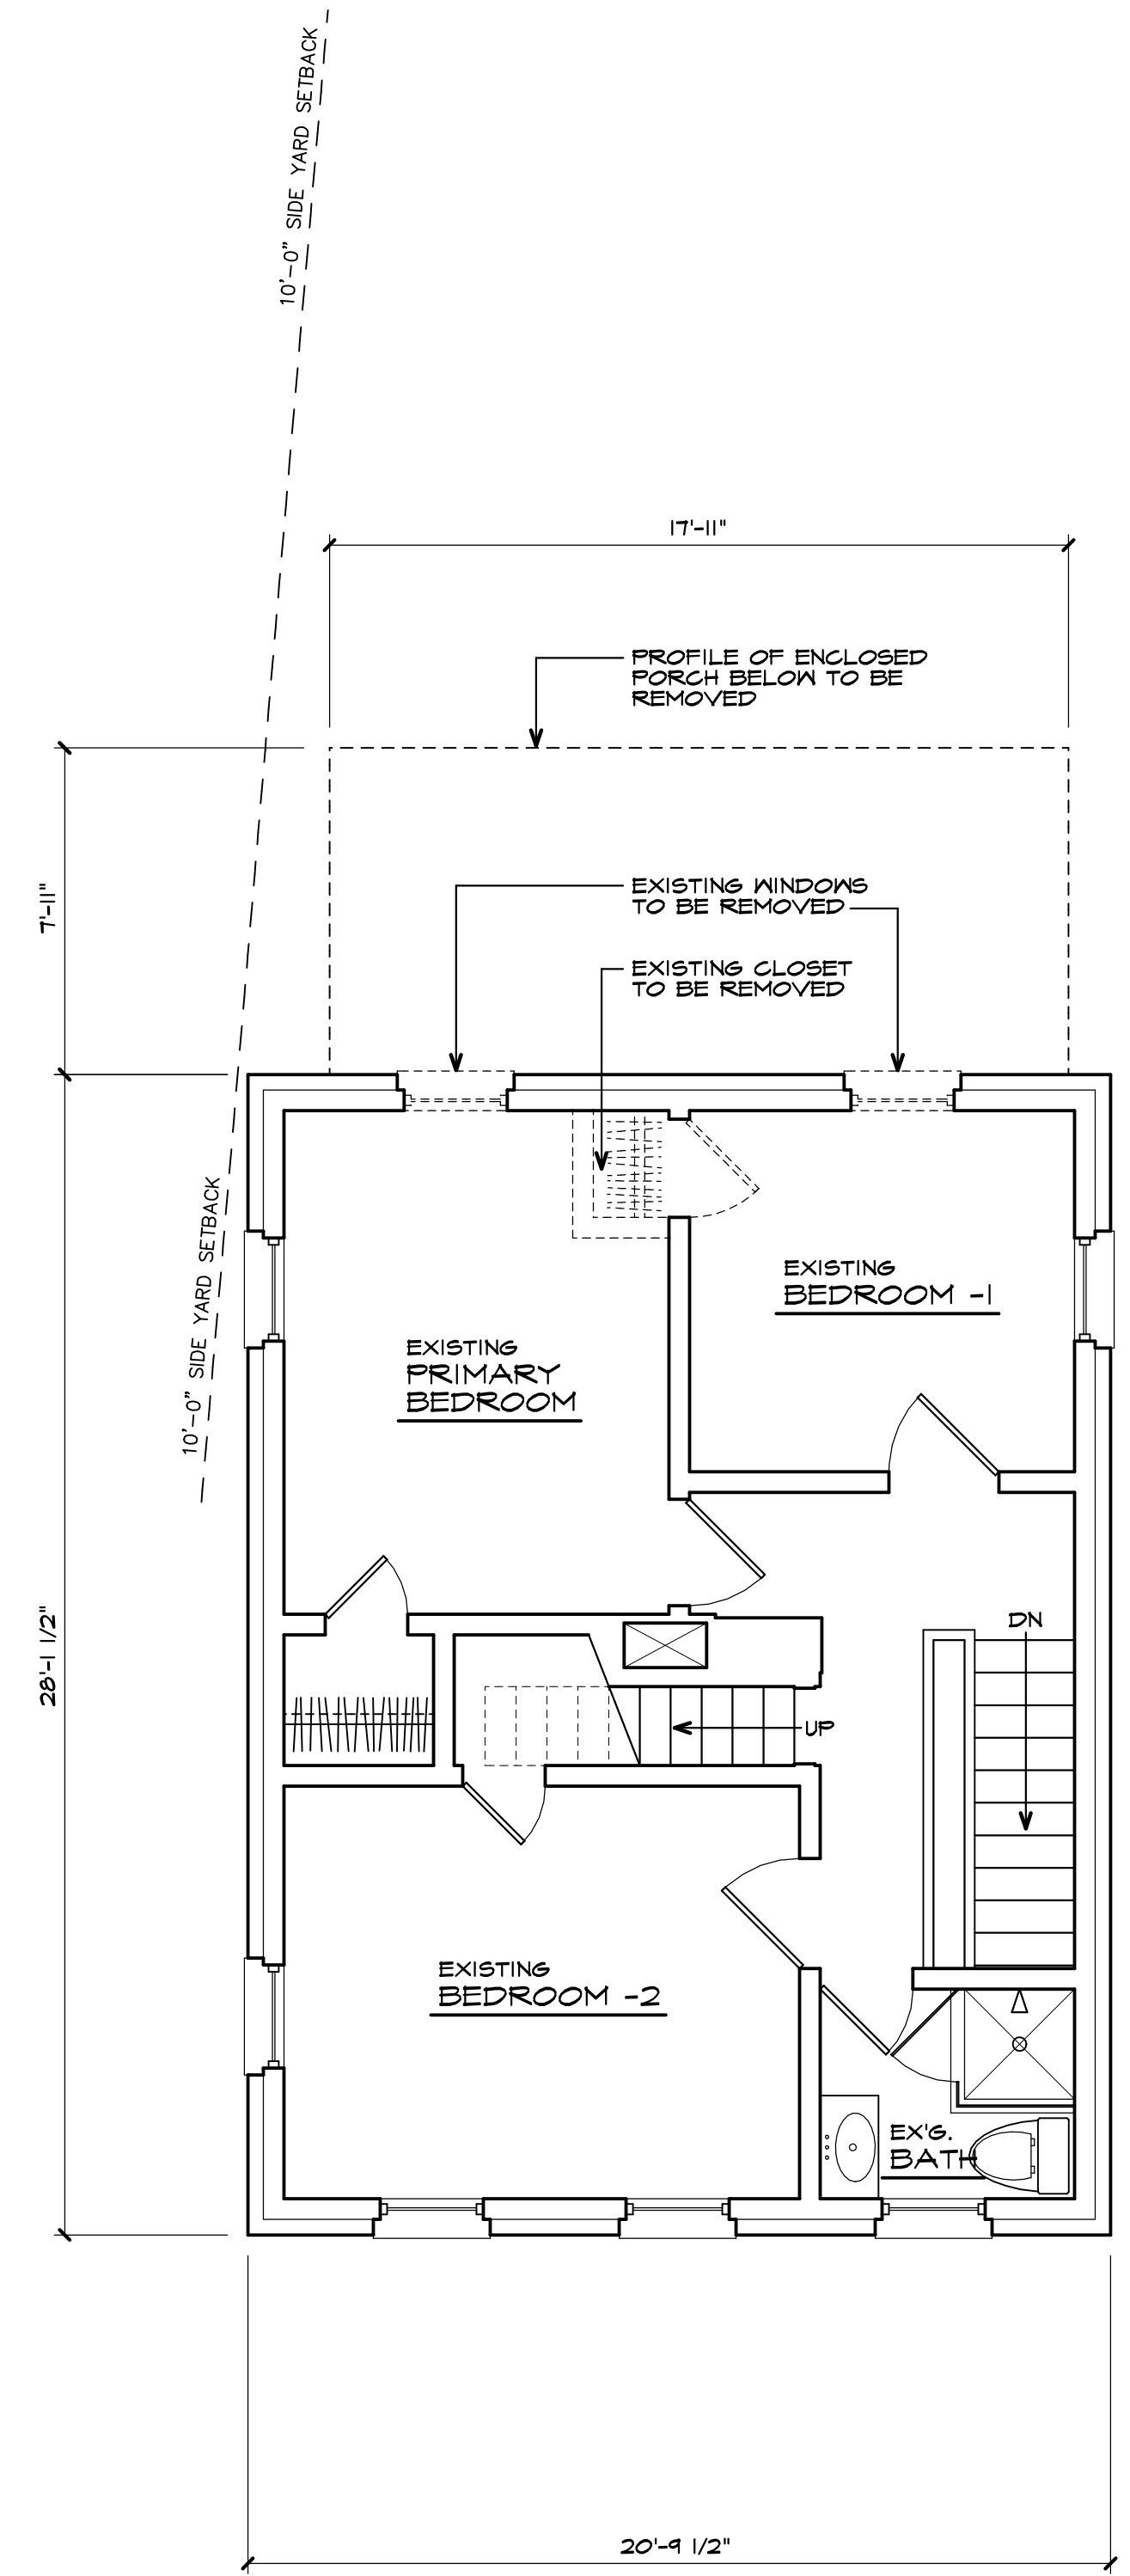 10'-0" SIDE YARD SETBACK
17'-11"
PROFILE OF ENCLOSED
PORCH BELOW TO BE
REMOVED
7'-11"
EXISTING WINDOWS
TO BE REMOVED
EXISTING CLOSET
TO BE REMOVED
10'-0" SIDE YARD SETBACK
EXISTING
BEDROOM -1
EXISTING
PRIMARY
BEDROOM
28'-1 1/2"
DN
UP
EXISTING
BEDROOM -2
EX'G.
BATH
20'-9 1/2"